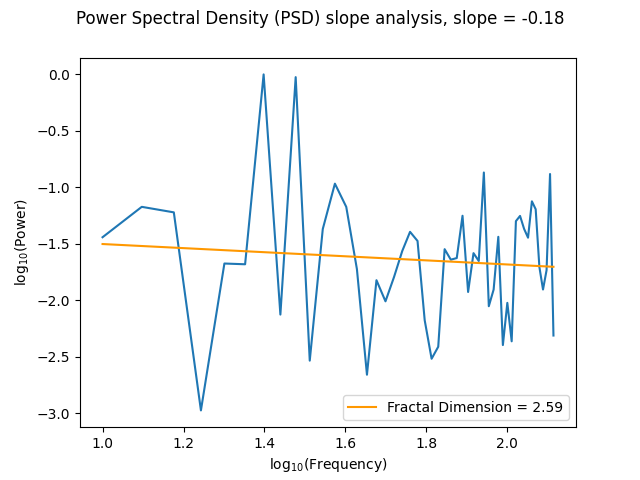 Power Spectral Density (PSD) slope analysis, slope = -0.18
0.0
−0.5
−1.0
−1.5
−2.0
−2.5
−3.0
log₁₀(Power)
Fractal Dimension = 2.59
1.0 1.2 1.4 1.6 1.8 2.0
log₁₀(Frequency)